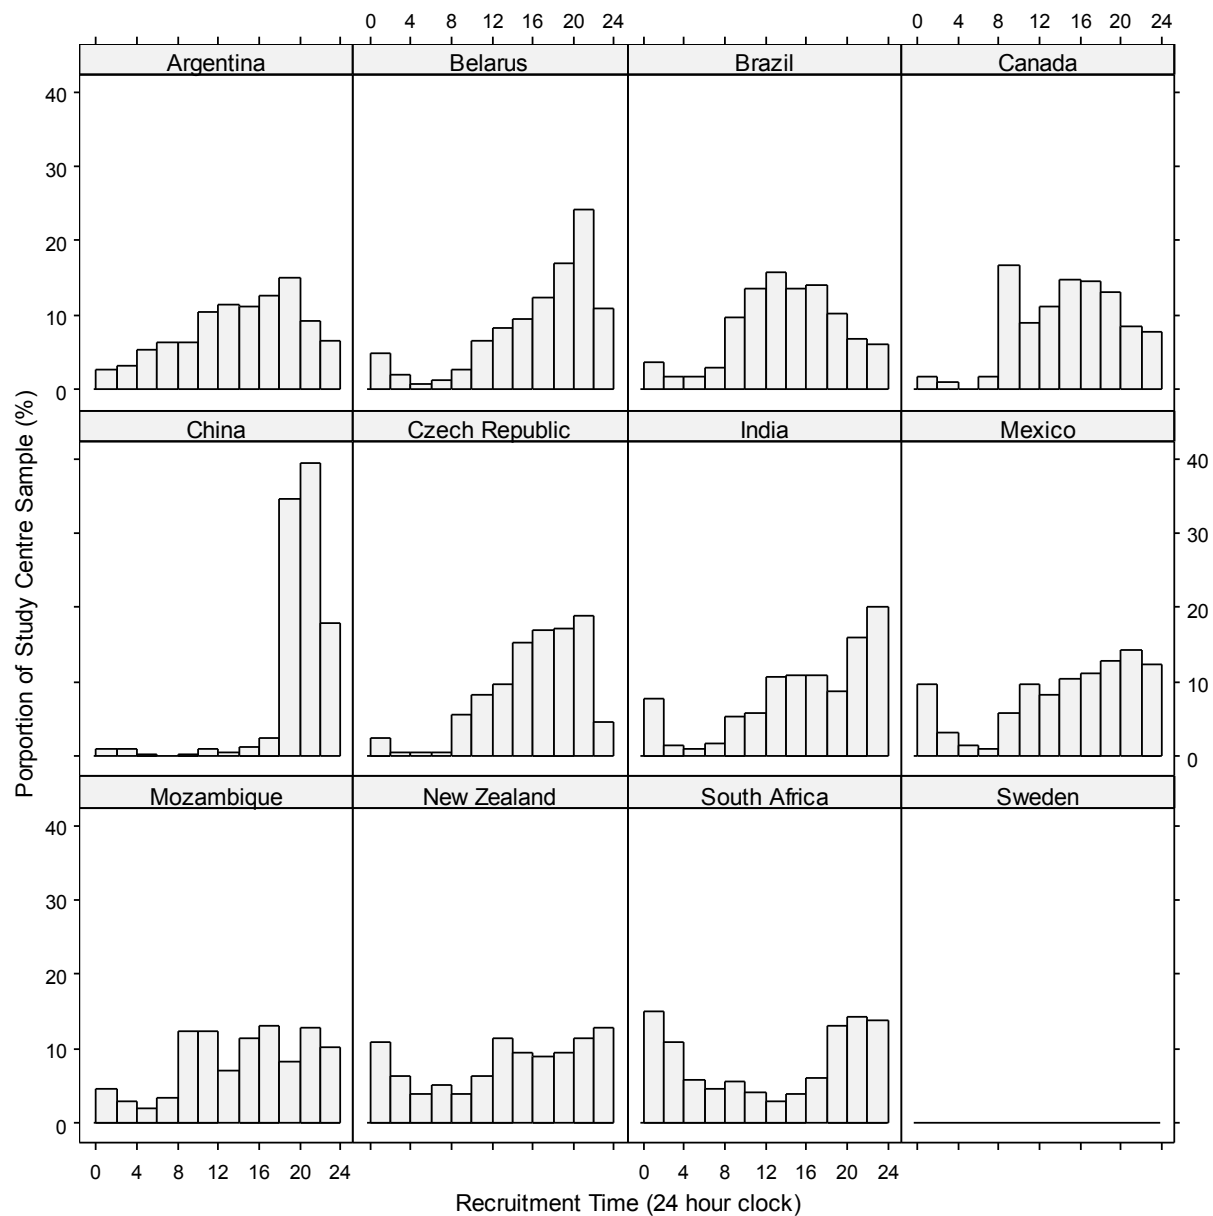 0 4 8 12 16 20 24 0 4 8 12 16 20 24
Argentina Belarus Brazil Canada
40
30
20
10
0
China Czech Republic India Mexico
40
30
20
10
0
Porportion of Study Centre Sample (%)
Mozambique New Zealand South Africa Sweden
40
30
20
10
0
0 4 8 12 16 20 24 0 4 8 12 16 20 24
Recruitment Time (24 hour clock)